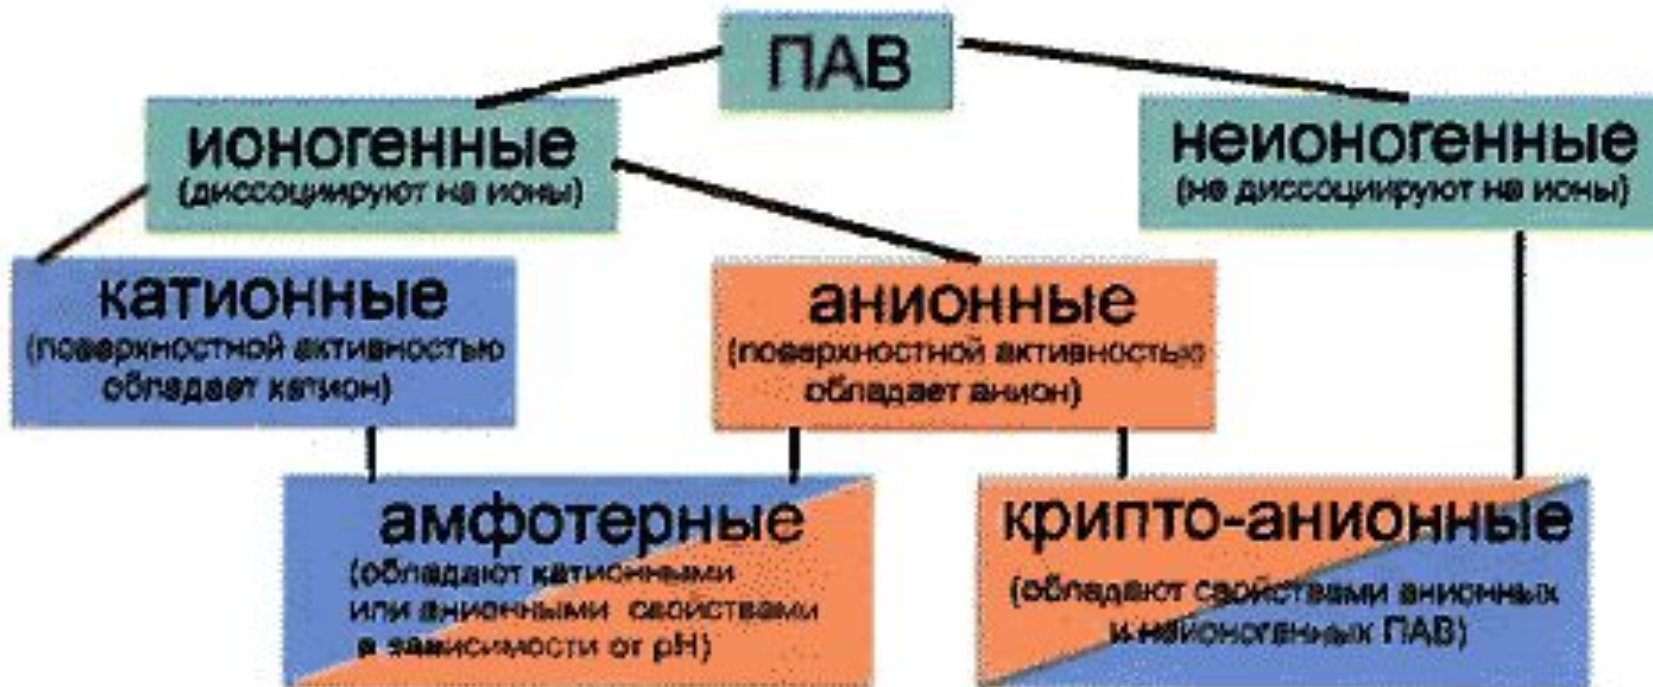 ПАВ
ионогенные
(диссоциируют на ионы)
неионогенные
(не диссоциируют на ионы)
катионные
(поверхностной активностью
обладает катион)
анионные
(поверхностной активностью
обладает анион)
амфотерные
(обладают катионными
или анионными свойствами
в зависимости от pH)
крипто-анионные
(обладают свойствами анионных
и неионогенных ПАВ)